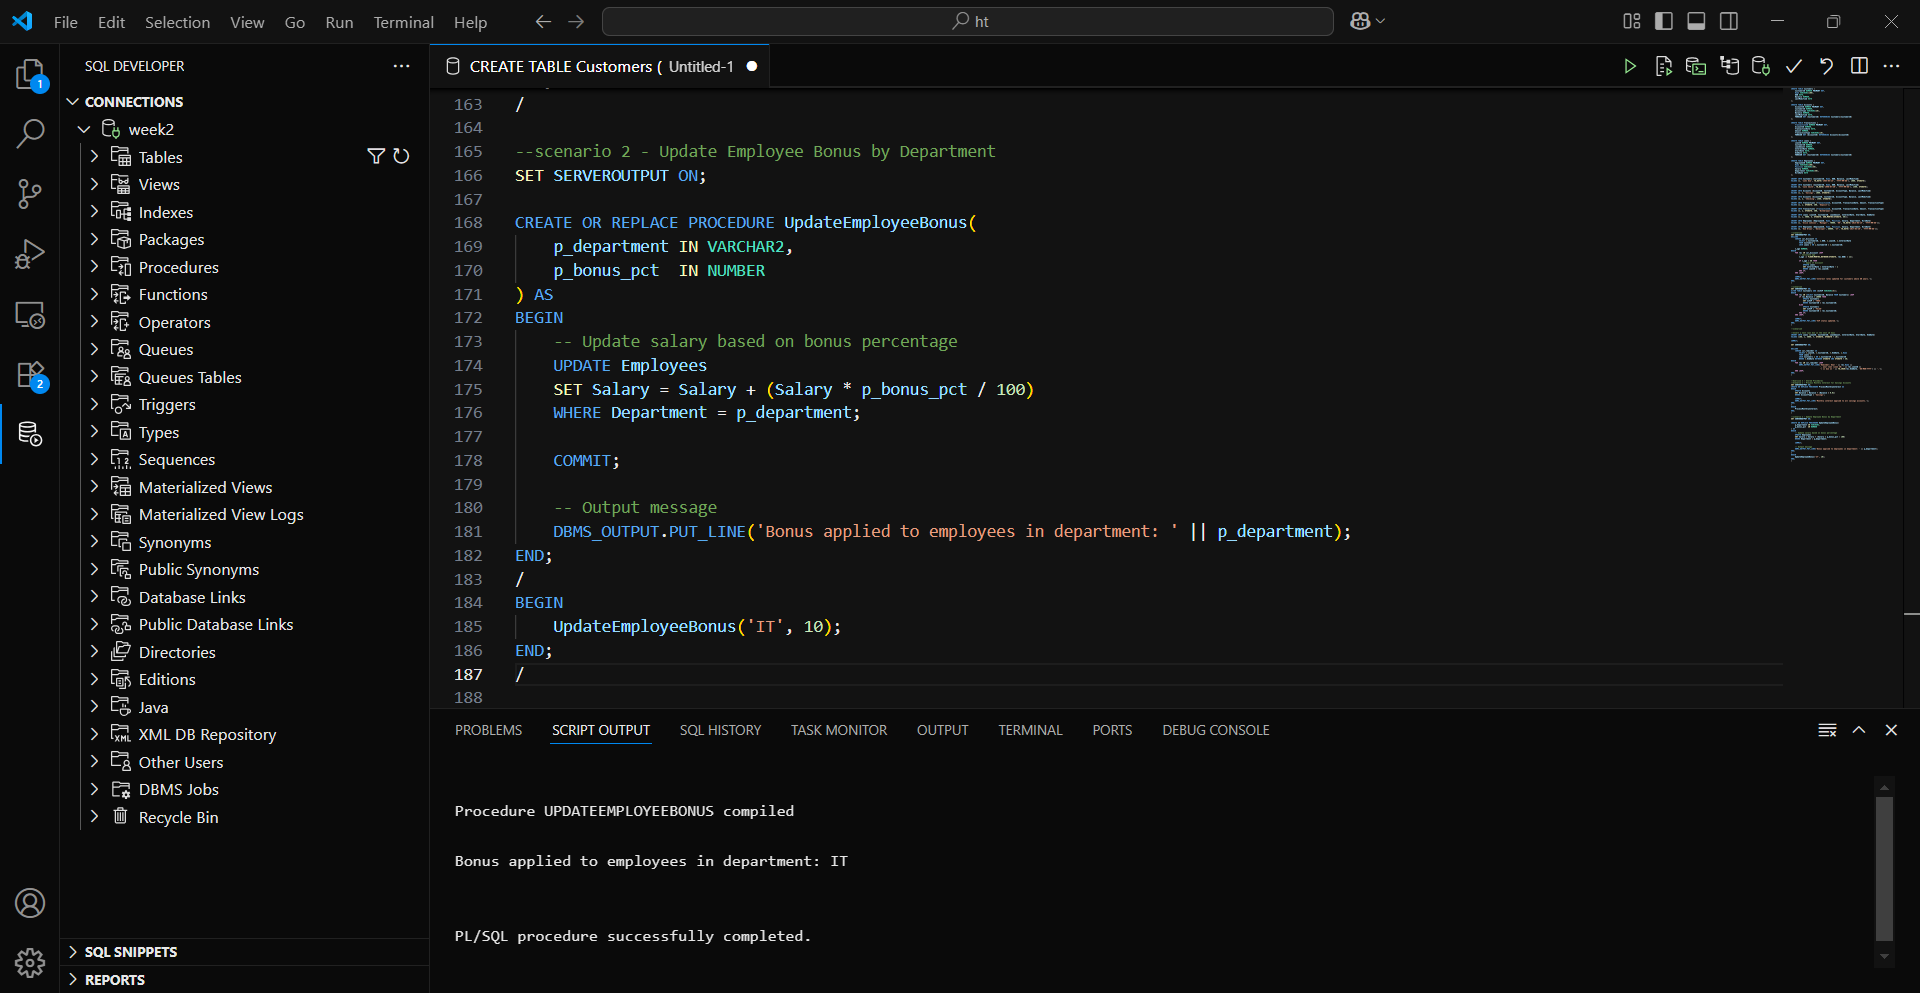 File Edit Selection View Go Run Terminal Help
ht
SQL DEVELOPER
CONNECTIONS
week2
Tables
Views
Indexes
Packages
Procedures
Functions
Operators
Queues
Queues Tables
Triggers
Types
Sequences
Materialized Views
Materialized View Logs
Synonyms
Public Synonyms
Database Links
Public Database Links
Directories
Editions
Java
XML DB Repository
Other Users
DBMS Jobs
Recycle Bin
SQL SNIPPETS
REPORTS
1
2
CREATE TABLE Customers ( Untitled-1
163 /
164
165 --scenario 2 - Update Employee Bonus by Department
166 SET SERVEROUTPUT ON;
167
168 CREATE OR REPLACE PROCEDURE UpdateEmployeeBonus(
169 p_department IN VARCHAR2,
170 p_bonus_pct  IN NUMBER
171 ) AS
172 BEGIN
173 -- Update salary based on bonus percentage
174 UPDATE Employees
175 SET Salary = Salary + (Salary * p_bonus_pct / 100)
176 WHERE Department = p_department;
177
178 COMMIT;
179
180 -- Output message
181 DBMS_OUTPUT.PUT_LINE('Bonus applied to employees in department: ' || p_department);
182 END;
183 /
184 BEGIN
185 UpdateEmployeeBonus('IT', 10);
186 END;
187 /
188
PROBLEMS SCRIPT OUTPUT SQL HISTORY TASK MONITOR OUTPUT TERMINAL PORTS DEBUG CONSOLE
Procedure UPDATEEMPLOYEEBONUS compiled
Bonus applied to employees in department: IT
PL/SQL procedure successfully completed.